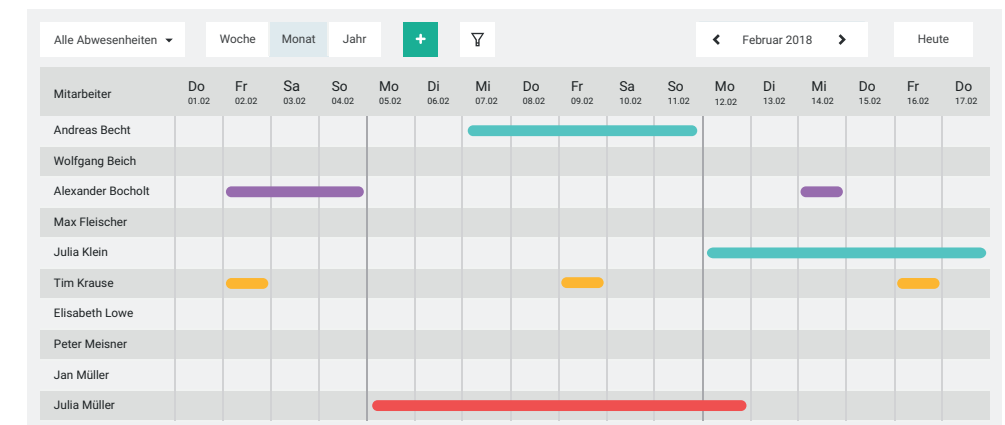 Alle Abwesenheiten Woche Monat Jahr + Februar 2018 Heute
Mitarbeiter Do Fr Sa So Mo Di Mi Do Fr Sa So Mo Di Mi Do Fr Do
01.02 02.02 03.02 04.02 05.02 06.02 07.02 08.02 09.02 10.02 11.02 12.02 13.02 14.02 15.02 16.02 17.02
Andreas Becht
Wolfgang Beich
Alexander Bocholt
Max Fleischer
Julia Klein
Tim Krause
Elisabeth Lowe
Peter Meisner
Jan Müller
Julia Müller